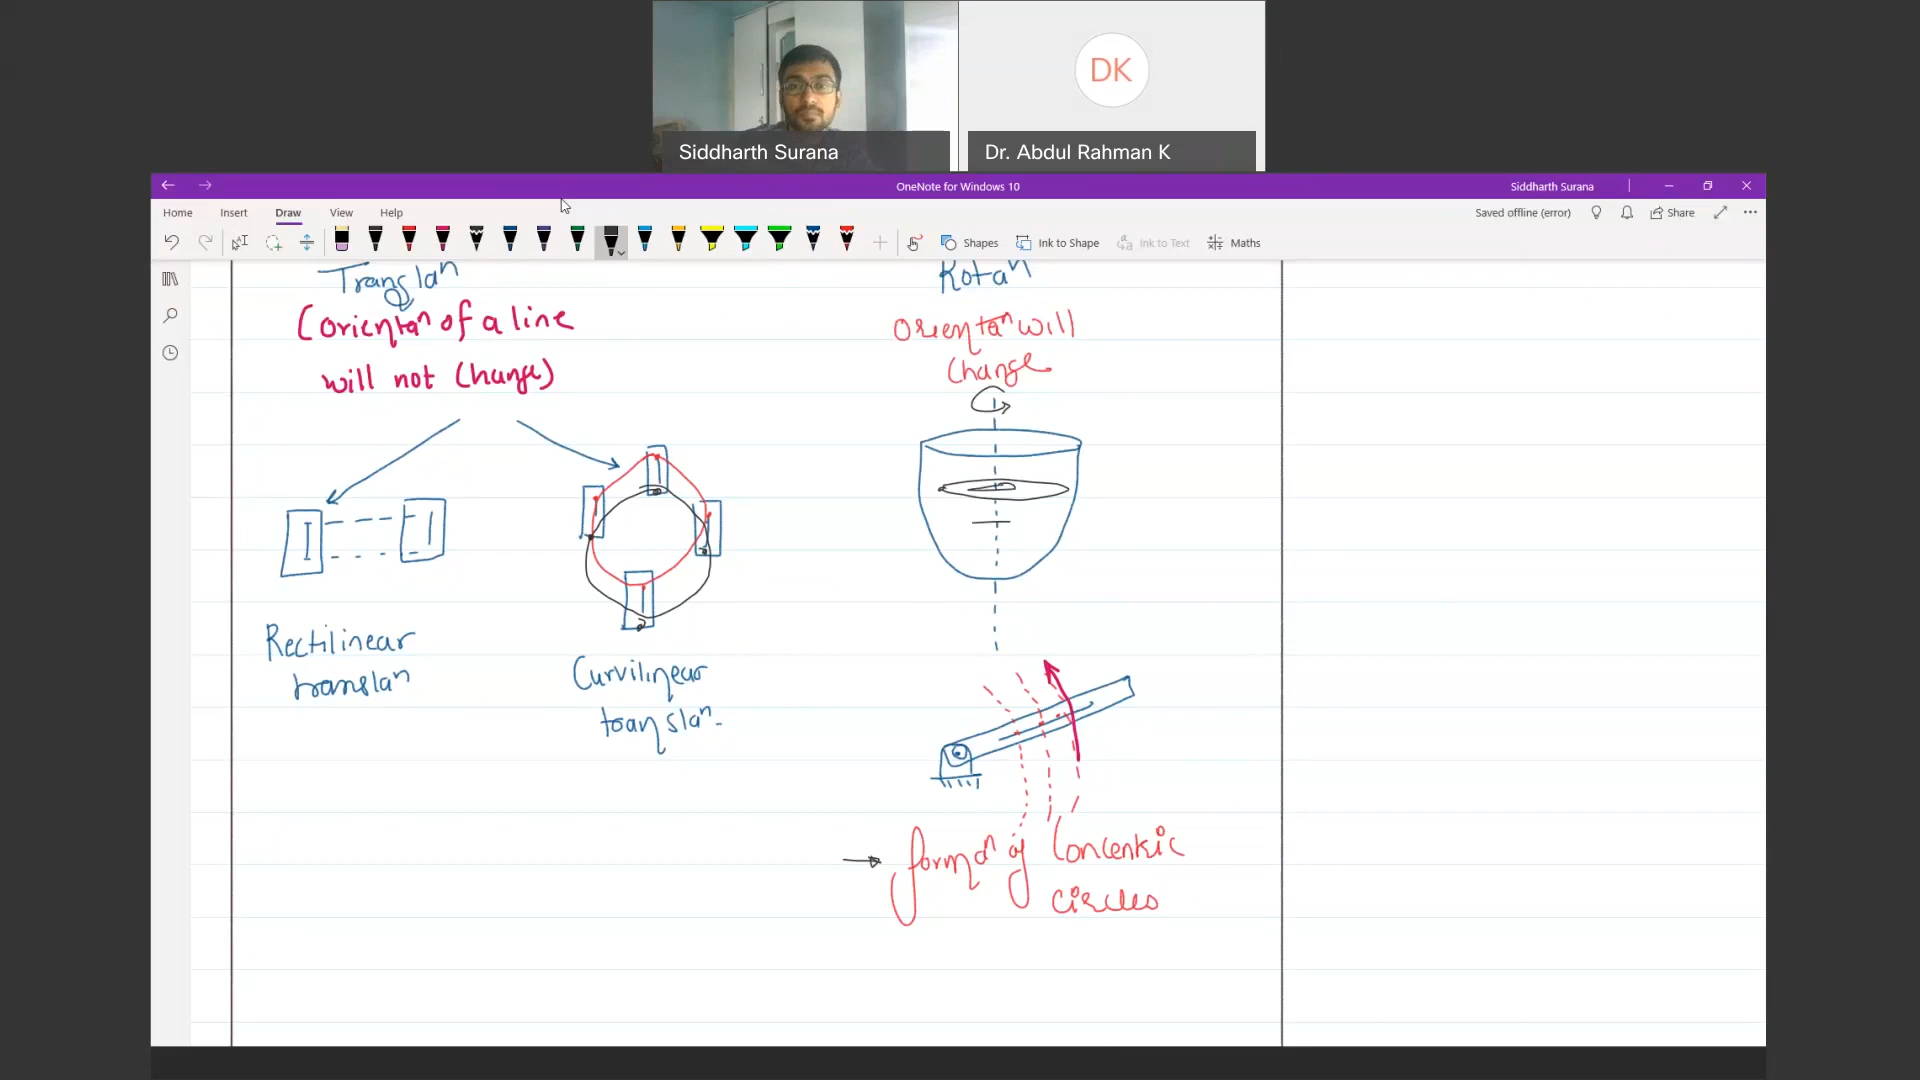 DK
Siddharth Surana
Dr. Abdul Rahman K
OneNote for Windows 10
Siddharth Surana
Home Insert Draw View Help
Saved offline (error)
Share
Shapes
Ink to Shape
Ink to Text
Maths
Translaⁿ
Rotaⁿ
(orientaⁿ of a line
will not change)
Orientaⁿ will
change
Rectilinear
translaⁿ
Curvilinear
translaⁿ.
→ formaⁿ of Concentric
circles